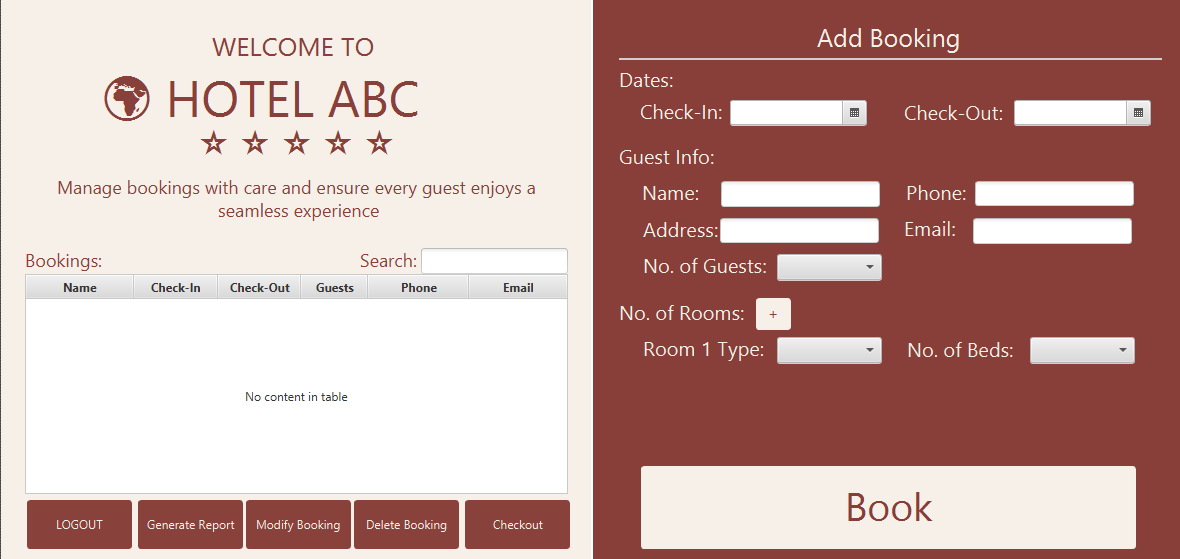 WELCOME TO
HOTEL ABC
Manage bookings with care and ensure every guest enjoys a
seamless experience
Bookings: Search:
Name Check-In Check-Out Guests Phone Email
No content in table
LOGOUT Generate Report Modify Booking Delete Booking Checkout
Add Booking
Dates:
Check-In: Check-Out:
Guest Info:
Name: Phone:
Address: Email:
No. of Guests:
No. of Rooms: +
Room 1 Type: No. of Beds:
Book